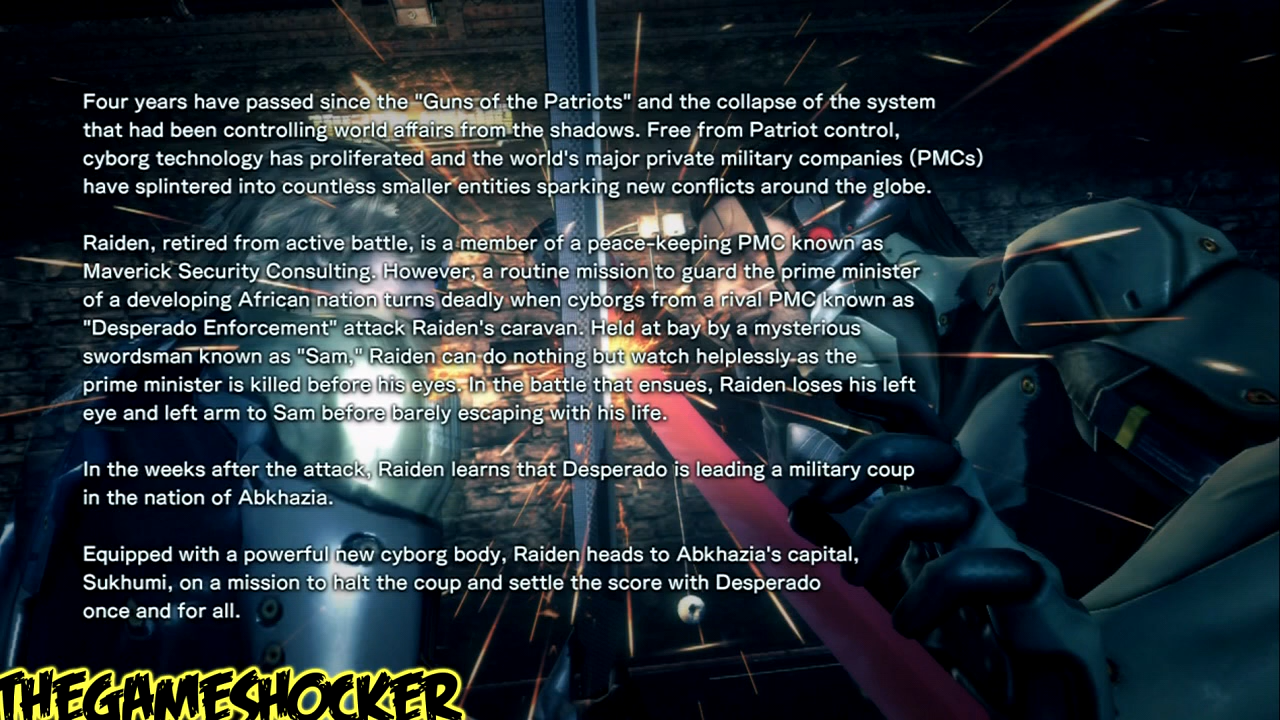 Four years have passed since the "Guns of the Patriots" and the collapse of the system
that had been controlling world affairs from the shadows. Free from Patriot control,
cyborg technology has proliferated and the world's major private military companies (PMCs)
have splintered into countless smaller entities sparking new conflicts around the globe.
Raiden, retired from active battle, is a member of a peace-keeping PMC known as
Maverick Security Consulting. However, a routine mission to guard the prime minister
of a developing African nation turns deadly when cyborgs from a rival PMC known as
"Desperado Enforcement" attack Raiden's caravan. Held at bay by a mysterious
swordsman known as "Sam," Raiden can do nothing but watch helplessly as the
prime minister is killed before his eyes. In the battle that ensues, Raiden loses his left
eye and left arm to Sam before barely escaping with his life.
In the weeks after the attack, Raiden learns that Desperado is leading a military coup
in the nation of Abkhazia.
Equipped with a powerful new cyborg body, Raiden heads to Abkhazia's capital,
Sukhumi, on a mission to halt the coup and settle the score with Desperado
once and for all.
THEGAMESHOCKER